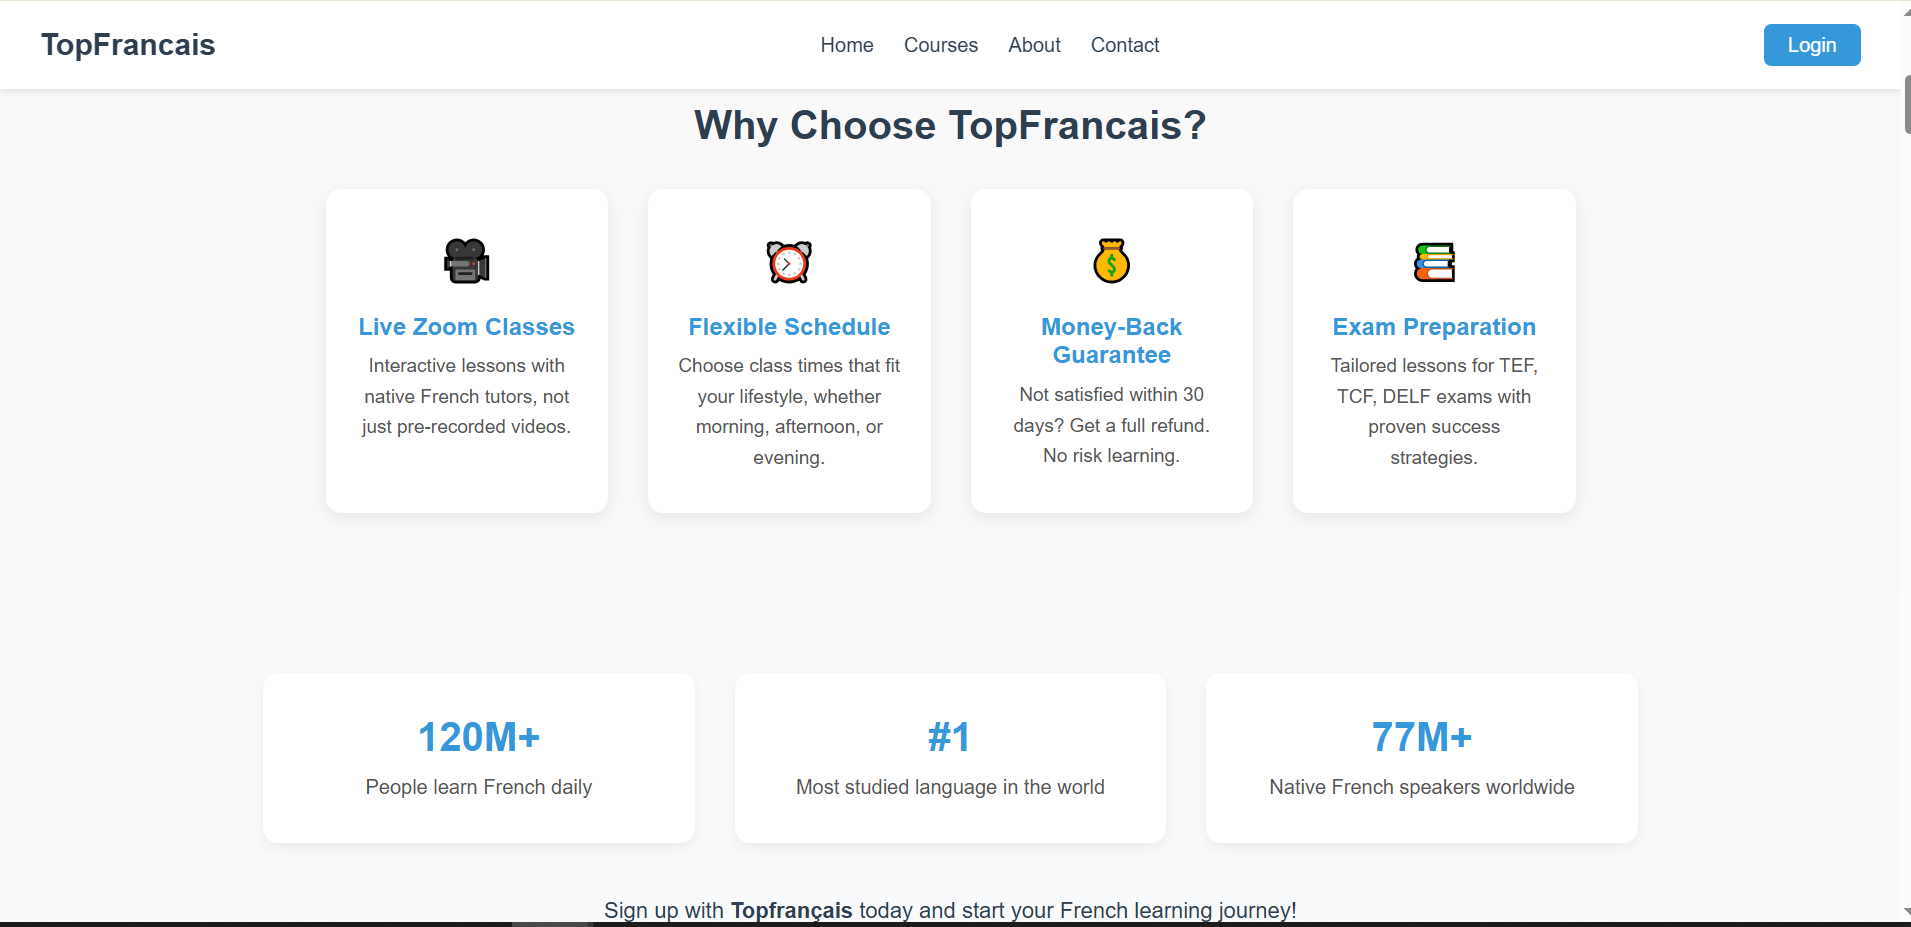 TopFrancais
Home Courses About Contact
Login
Why Choose TopFrancais?
Live Zoom Classes
Interactive lessons with
native French tutors, not
just pre-recorded videos.
Flexible Schedule
Choose class times that fit
your lifestyle, whether
morning, afternoon, or
evening.
Money-Back
Guarantee
Not satisfied within 30
days? Get a full refund.
No risk learning.
Exam Preparation
Tailored lessons for TEF,
TCF, DELF exams with
proven success
strategies.
120M+
People learn French daily
#1
Most studied language in the world
77M+
Native French speakers worldwide
Sign up with Topfrançais today and start your French learning journey!